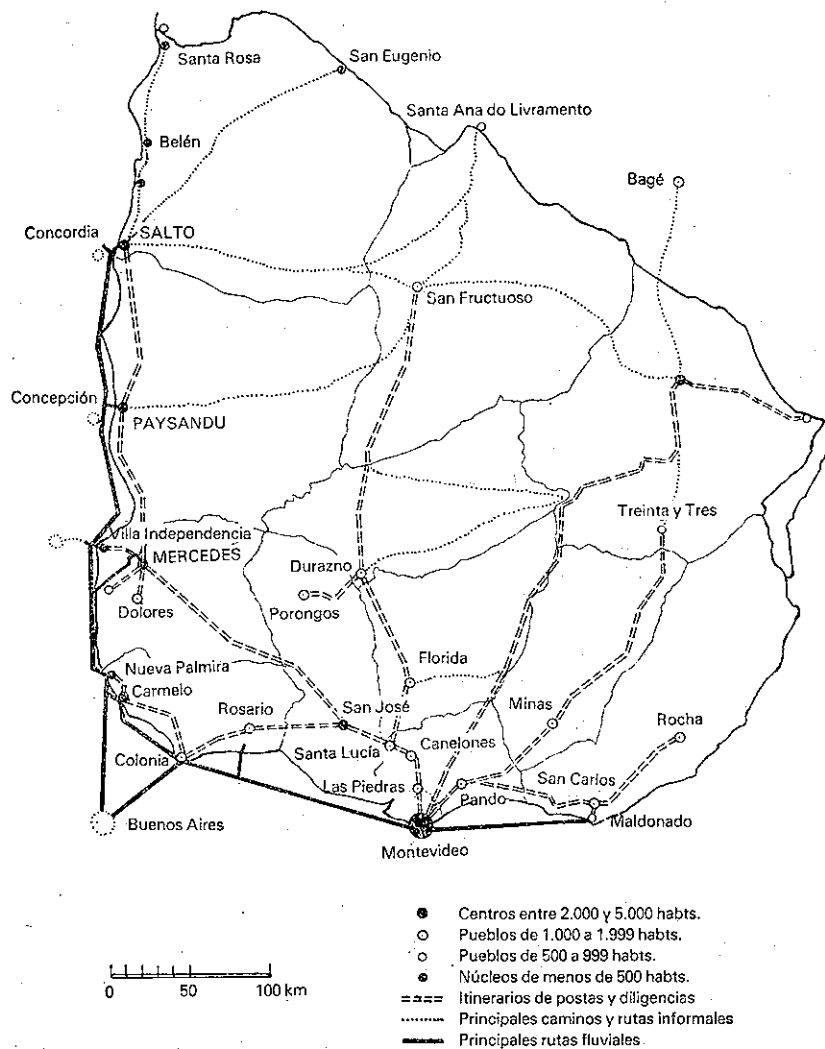 Santa Rosa
San Eugenio
Santa Ana do Livramento
Belén
Bagé
Concordia
SALTO
San Fructuoso
Concepción
PAYSANDU
Treinta y Tres
Villa Independencia
MERCEDES
Durazno
Dolores
Porongos
Florida
Nueva Palmira
Carmelo
Rosario
San José
Minas
Rocha
Santa Lucía
Canelones
Colonia
Las Piedras
San Carlos
Pando
Buenos Aires
Maldonado
Montevideo
Centros entre 2.000 y 5.000 habts.
Pueblos de 1.000 a 1.999 habts.
Pueblos de 500 a 999 habts.
Núcleos de menos de 500 habts.
0 50 100 km
Itinerarios de postas y diligencias
Principales caminos y rutas informales
Principales rutas fluviales